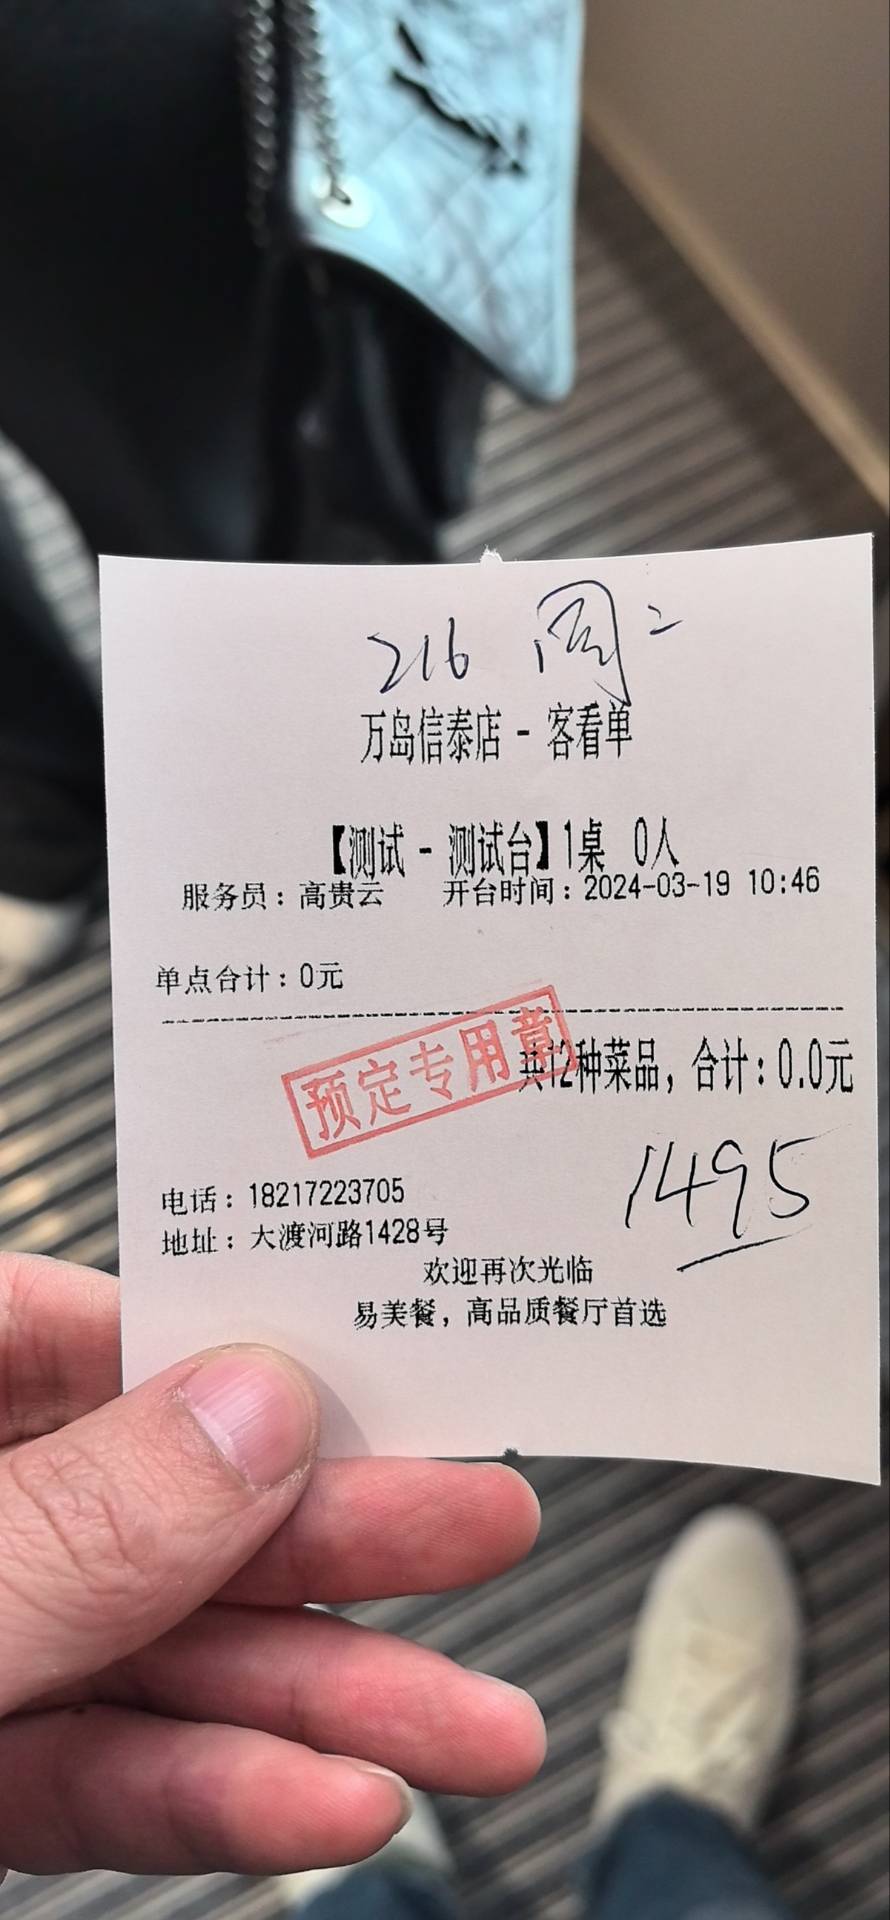 216 周二
万岛信泰店 - 客看单
【测试 - 测试台】1桌 0人
服务员：高贵云 开台时间：2024-03-19 10:46
单点合计：0元
预定专用章
共12种菜品，合计：0.0元
1495
电话：18217223705
地址：大渡河路1428号
欢迎再次光临
易美餐，高品质餐厅首选